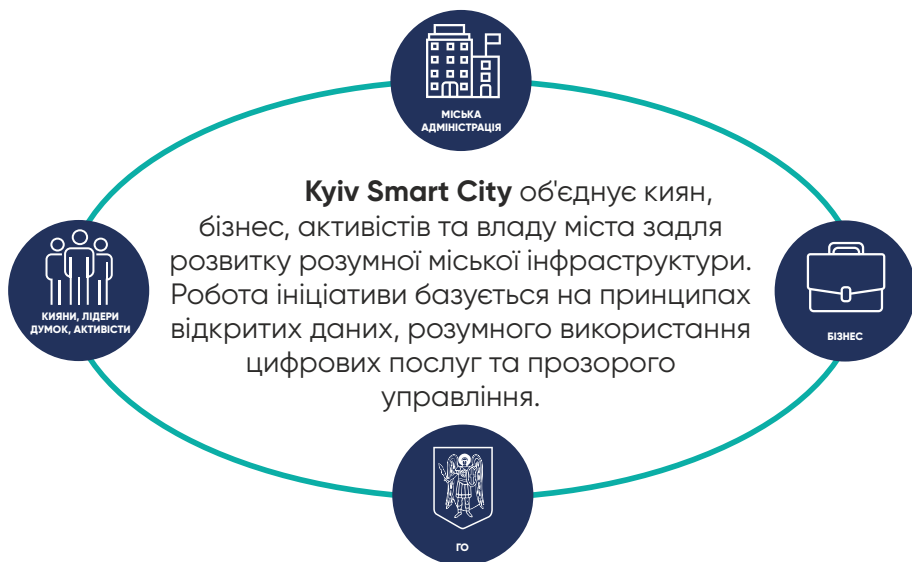 МІСЬКА
АДМІНІСТРАЦІЯ
Kyiv Smart City об'єднує киян,
бізнес, активістів та владу міста задля
розвитку розумної міської інфраструктури.
Робота ініціативи базується на принципах
відкритих даних, розумного використання
цифрових послуг та прозорого
управління.
КИЯНИ, ЛІДЕРИ
ДУМОК, АКТИВІСТИ
БІЗНЕС
ГО